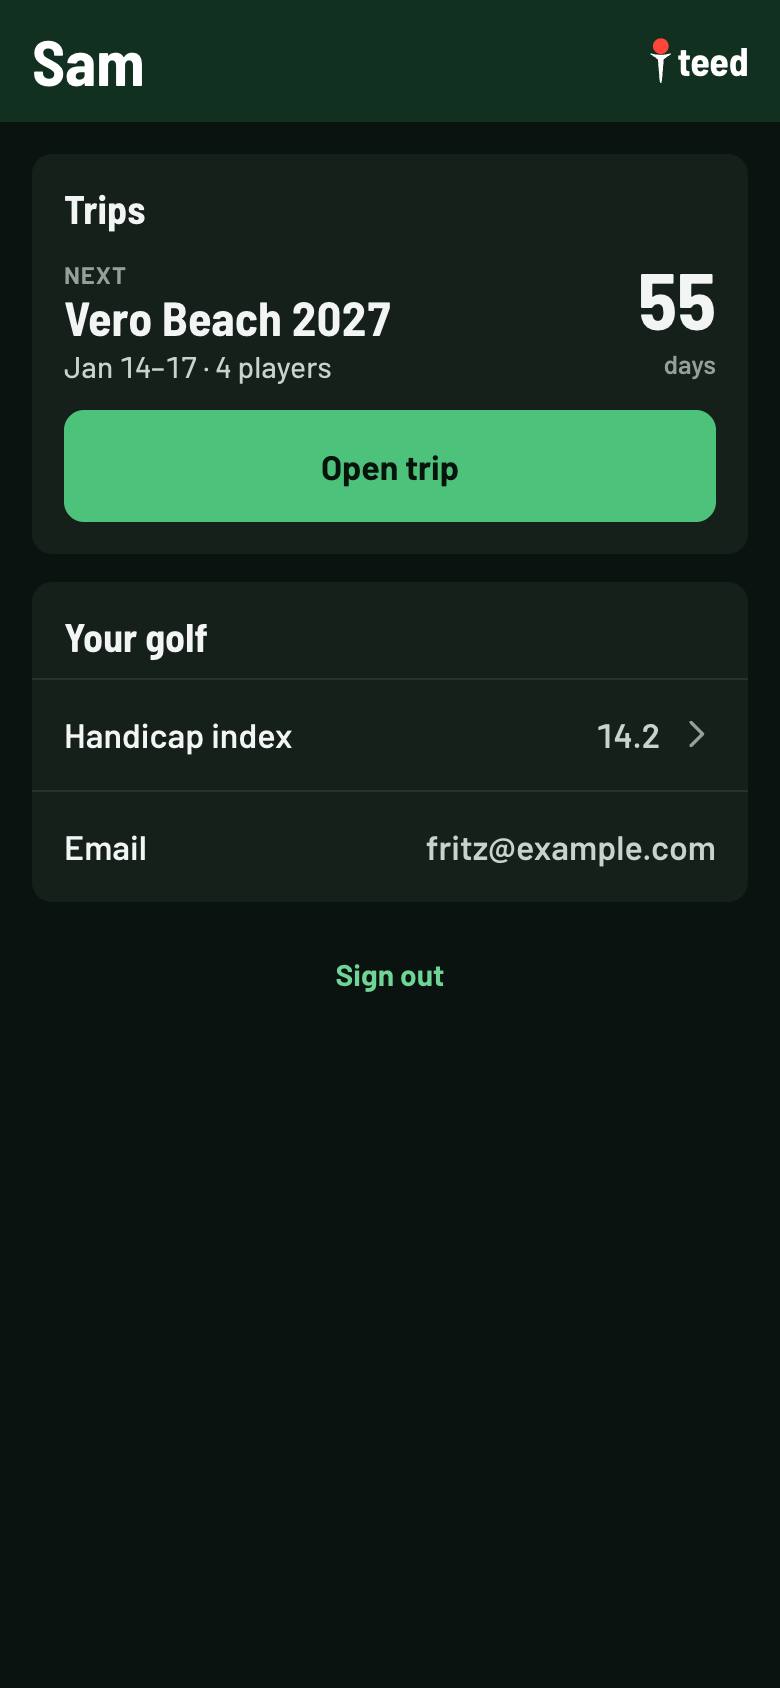 Sam
teed
Trips
NEXT
Vero Beach 2027
Jan 14–17 · 4 players
55
days
Open trip
Your golf
Handicap index 14.2
Email fritz@example.com
Sign out